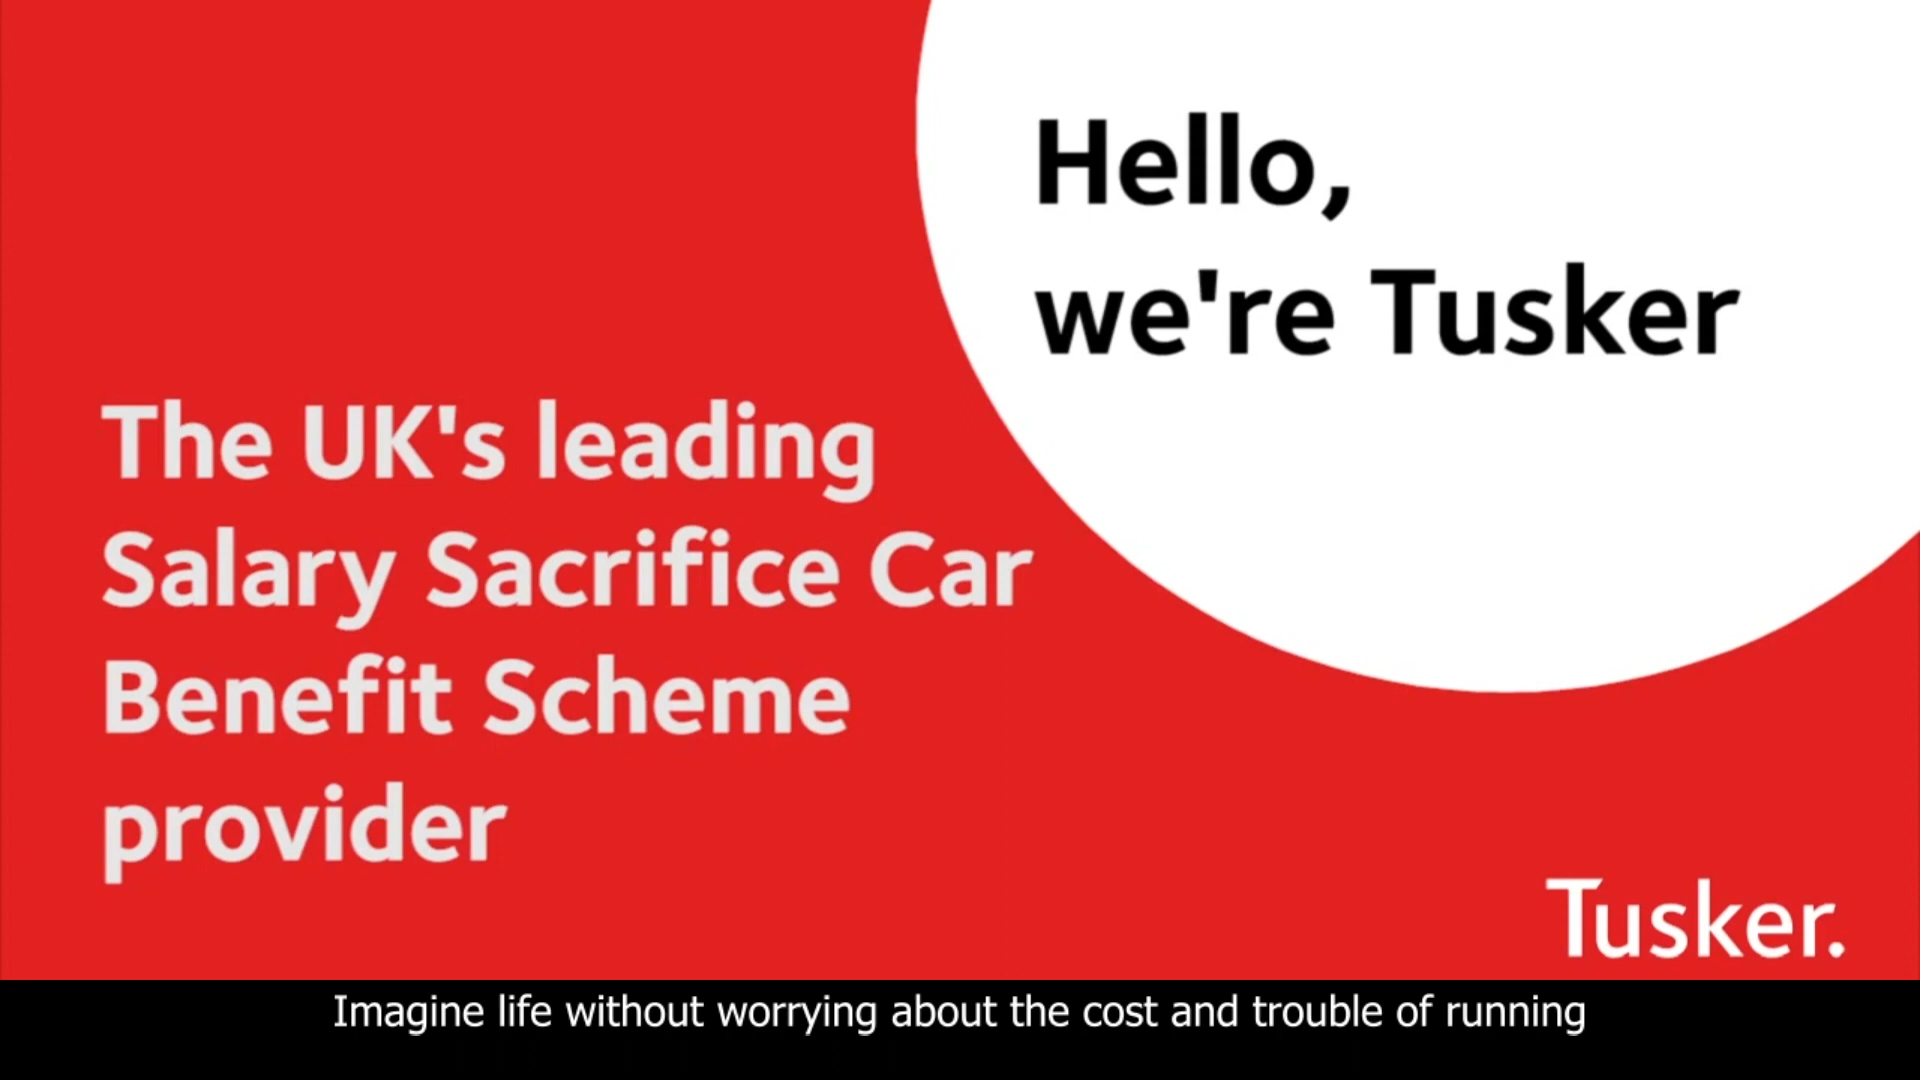 Hello,
we're Tusker
The UK's leading
Salary Sacrifice Car
Benefit Scheme
provider
Tusker.
Imagine life without worrying about the cost and trouble of running